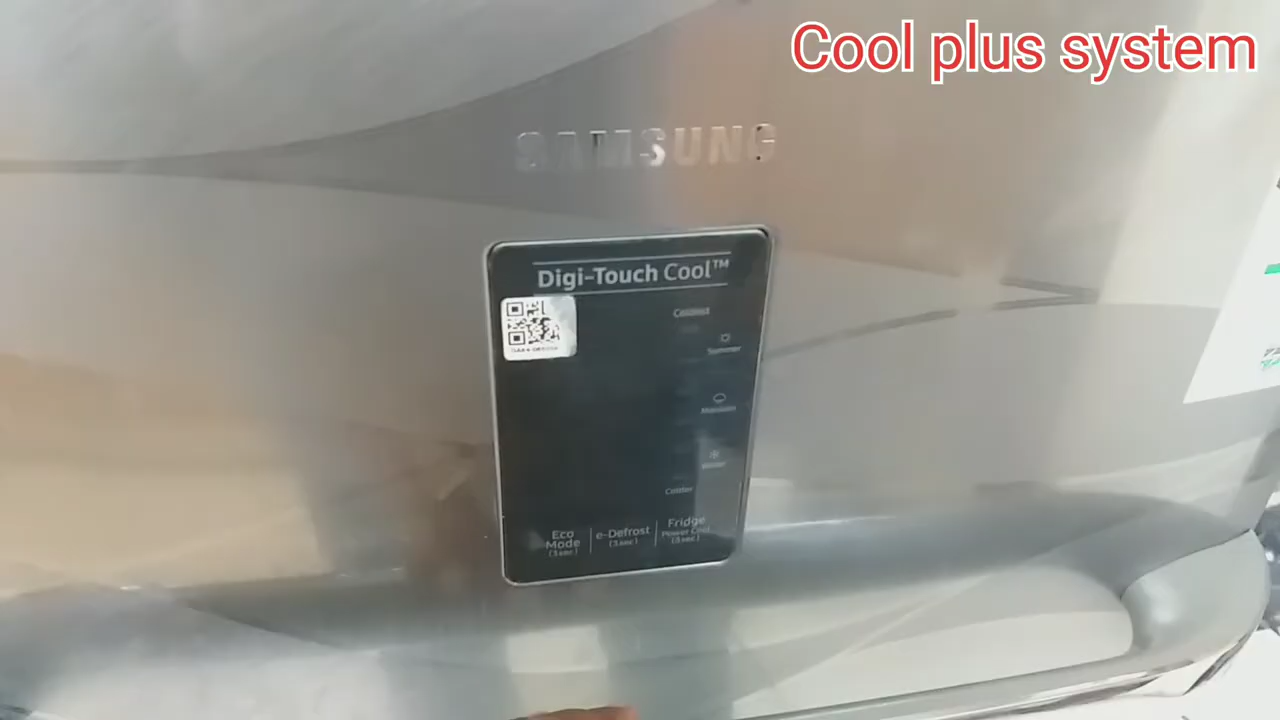 Cool plus system
SAMSUNG
Digi-Touch Cool™
Coldest
Summer
Monsoon
Winter
Colder
Eco
Mode
(3 sec)
e-Defrost
(3 sec)
Fridge
Power Cool
(3 sec)